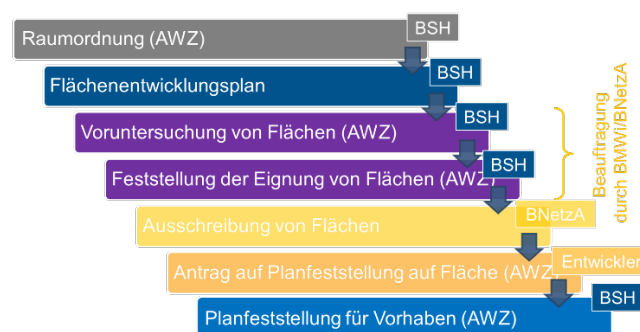 Raumordnung (AWZ)
BSH
Flächenentwicklungsplan
BSH
Voruntersuchung von Flächen (AWZ)
BSH
Feststellung der Eignung von Flächen (AWZ)
BSH
Beauftragung
durch BMWi/BNetzA
Ausschreibung von Flächen
BNetzA
Antrag auf Planfeststellung auf Fläche (AWZ)
Entwickler
Planfeststellung für Vorhaben (AWZ)
BSH